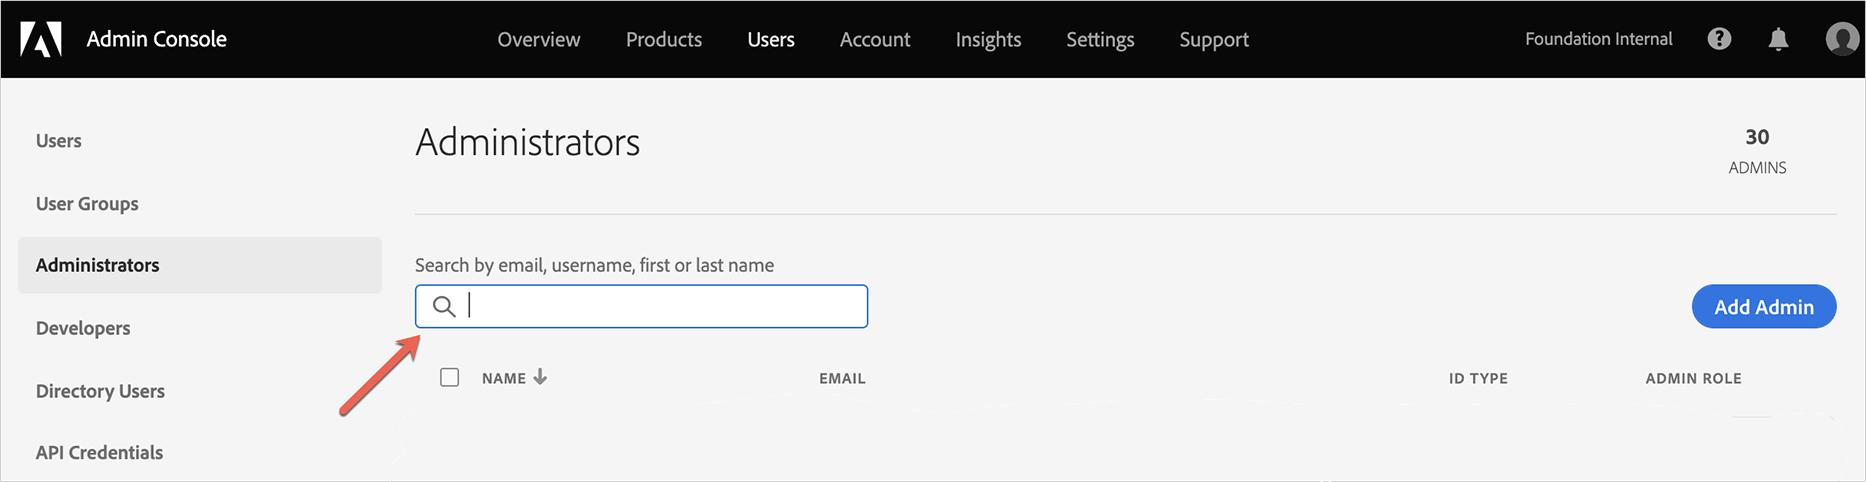 Admin Console
Overview Products Users Account Insights Settings Support
Foundation Internal
Users
User Groups
Administrators
Developers
Directory Users
API Credentials
Administrators
30
ADMINS
Search by email, username, first or last name
Add Admin
NAME EMAIL ID TYPE ADMIN ROLE